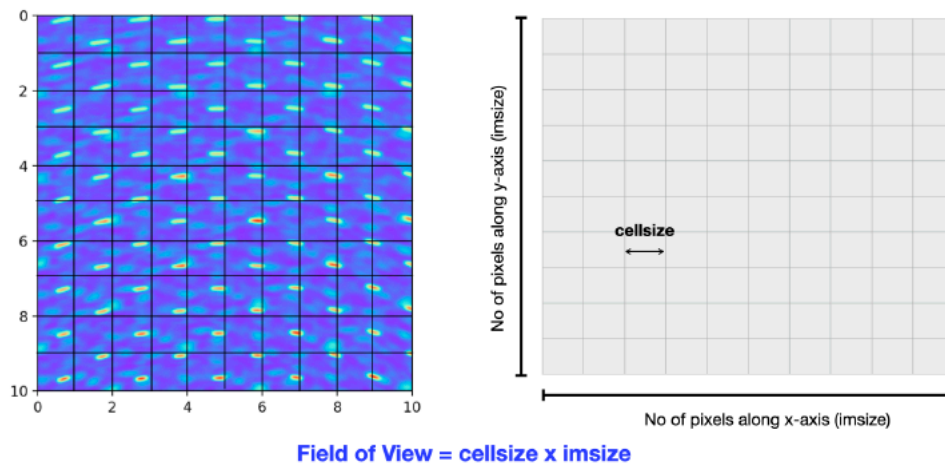 0
2
4
6
8
10
0 2 4 6 8 10
No of pixels along y-axis (imsize)
cellsize
No of pixels along x-axis (imsize)
Field of View = cellsize x imsize